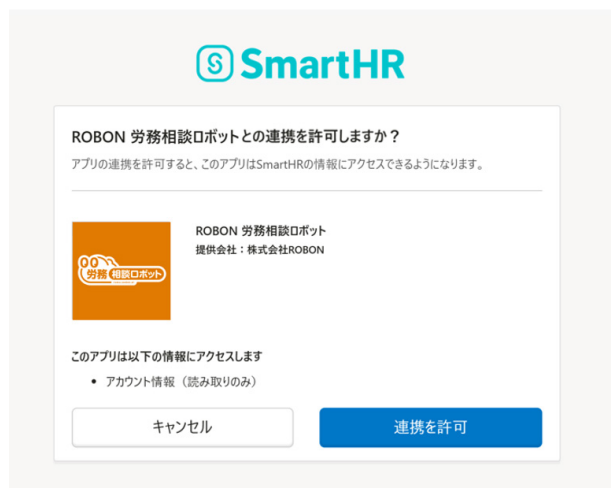 SmartHR
ROBON 労務相談ロボットとの連携を許可しますか？
アプリの連携を許可すると、このアプリはSmartHRの情報にアクセスできるようになります。
労務 相談ロボット
ROBON 労務相談ロボット
提供会社：株式会社ROBON
このアプリは以下の情報にアクセスします
• アカウント情報（読み取りのみ）
キャンセル
連携を許可